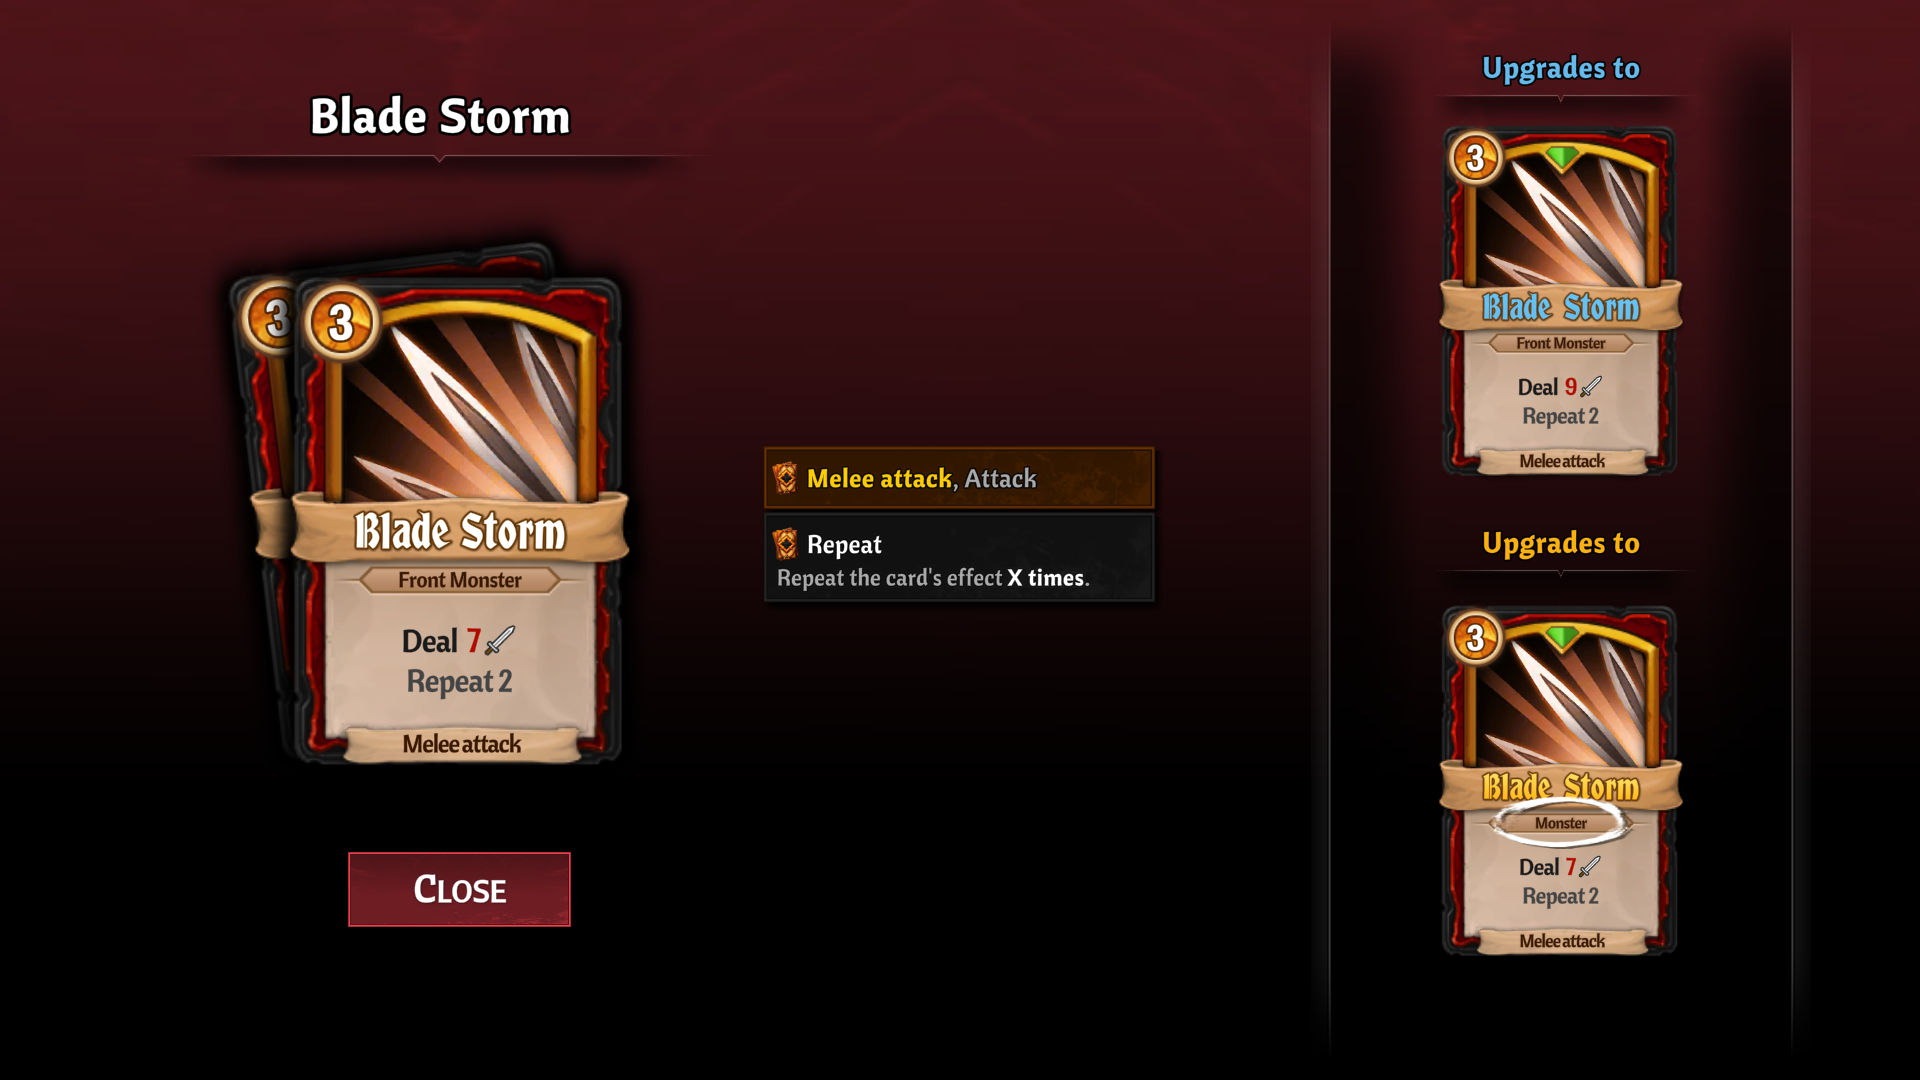 Blade Storm
3
3
Blade Storm
Front Monster
Deal 7
Repeat 2
Melee attack
CLOSE
Melee attack, Attack
Repeat
Repeat the card's effect X times.
Upgrades to
3
Blade Storm
Front Monster
Deal 9
Repeat 2
Melee attack
Upgrades to
3
Blade Storm
Monster
Deal 7
Repeat 2
Melee attack